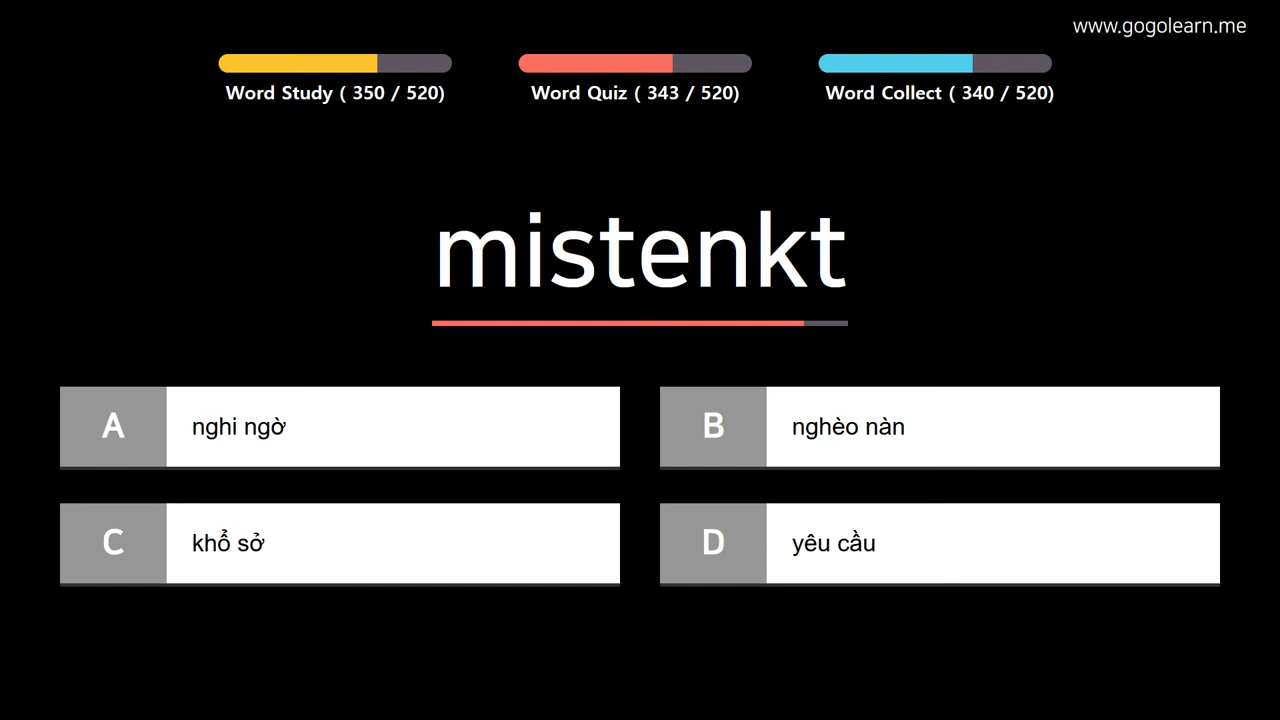 www.gogolearn.me
Word Study ( 350 / 520)
Word Quiz ( 343 / 520)
Word Collect ( 340 / 520)
mistenkt
A nghi ngờ
B nghèo nàn
C khổ sở
D yêu cầu